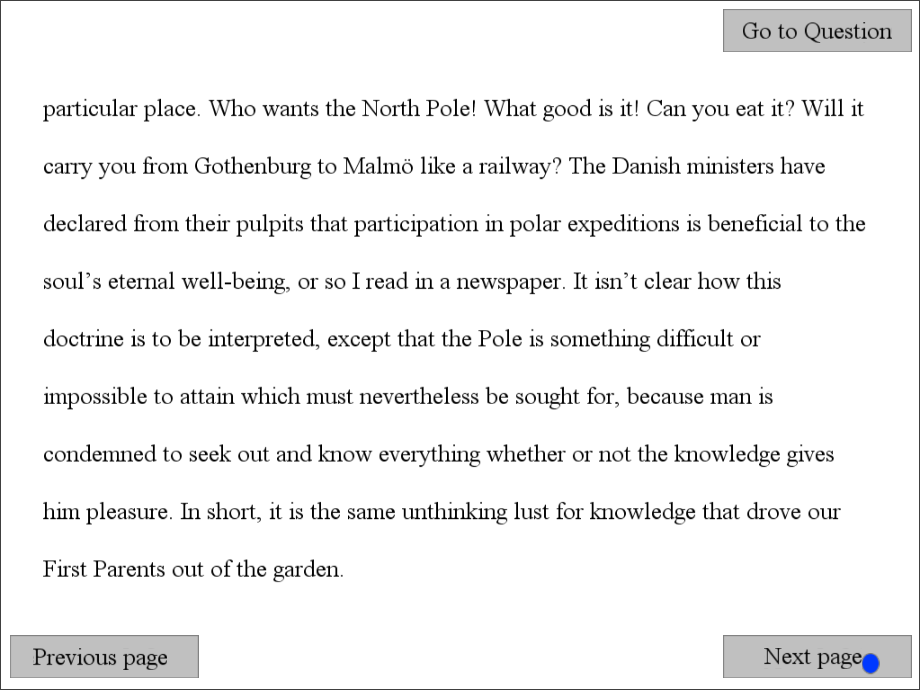 Go to Question
particular place. Who wants the North Pole! What good is it! Can you eat it? Will it
carry you from Gothenburg to Malmö like a railway? The Danish ministers have
declared from their pulpits that participation in polar expeditions is beneficial to the
soul’s eternal well-being, or so I read in a newspaper. It isn’t clear how this
doctrine is to be interpreted, except that the Pole is something difficult or
impossible to attain which must nevertheless be sought for, because man is
condemned to seek out and know everything whether or not the knowledge gives
him pleasure. In short, it is the same unthinking lust for knowledge that drove our
First Parents out of the garden.
Previous page
Next page